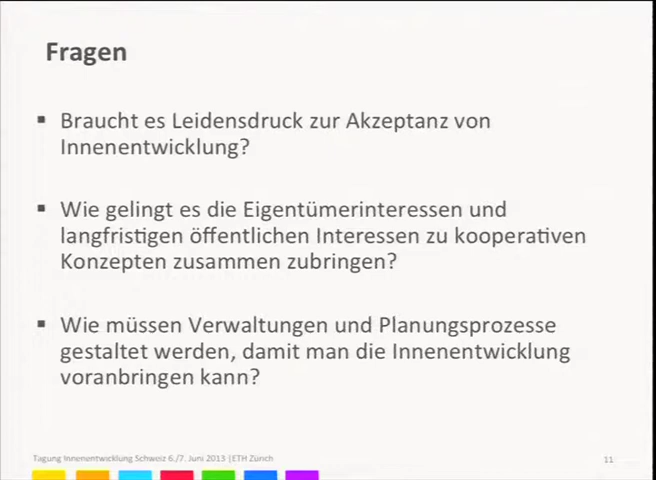 Fragen
▪ Braucht es Leidensdruck zur Akzeptanz von
Innenentwicklung?
▪ Wie gelingt es die Eigentümerinteressen und
langfristigen öffentlichen Interessen zu kooperativen
Konzepten zusammen zubringen?
▪ Wie müssen Verwaltungen und Planungsprozesse
gestaltet werden, damit man die Innenentwicklung
voranbringen kann?
Tagung Innenentwicklung Schweiz 6./7. Juni 2013 |ETH Zürich
11